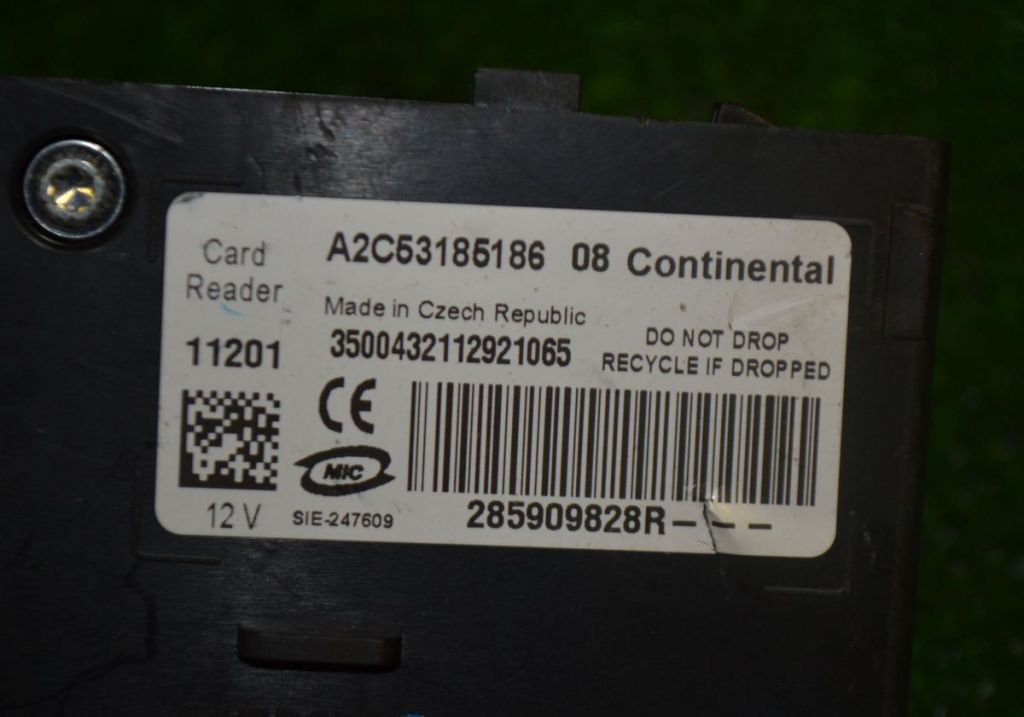 Card Reader
A2C53185186 08 Continental
Made in Czech Republic
11201
3500432112921065
DO NOT DROP
RECYCLE IF DROPPED
CE
MIC
12 V
SIE-247609
285909828R---